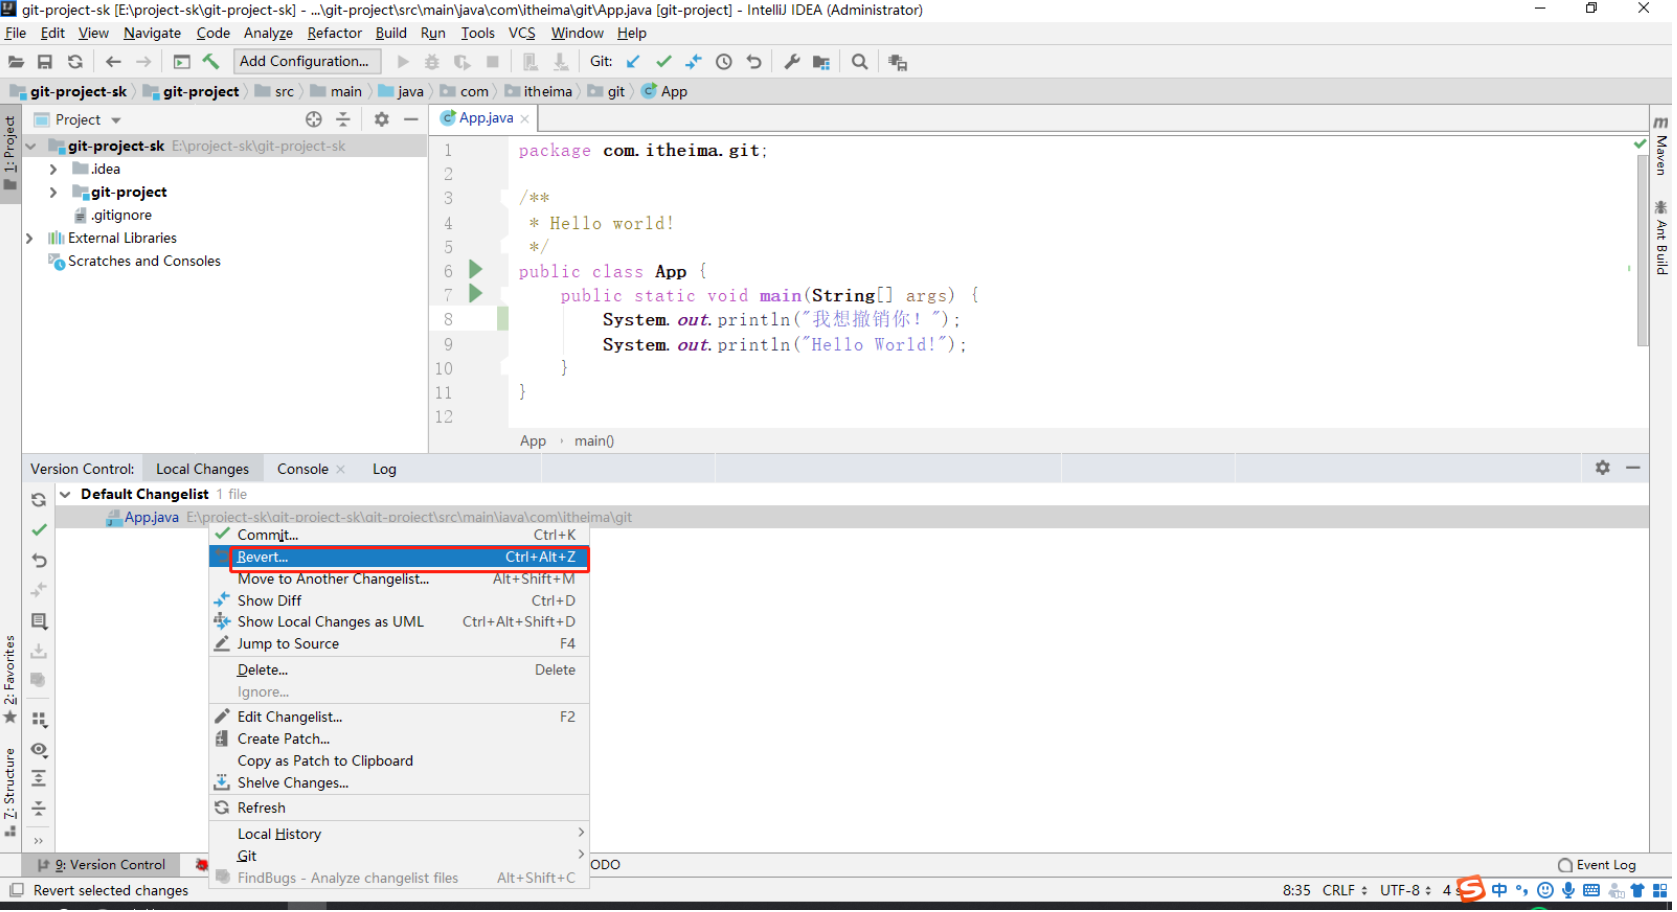 git-project-sk [E:\project-sk\git-project-sk] - ...\git-project\src\main\java\com\itheima\git\App.java [git-project] - IntelliJ IDEA (Administrator)
File Edit View Navigate Code Analyze Refactor Build Run Tools VCS Window Help
Add Configuration... Git:
git-project-sk git-project src main java com itheima git App
1: Project
Project
App.java
git-project-sk E:\project-sk\git-project-sk
.idea
git-project
.gitignore
External Libraries
Scratches and Consoles
1 package com.itheima.git;
2
3 /**
4 * Hello world!
5 */
6 public class App {
7 public static void main(String[] args) {
8 System.out.println("我想撤销你！");
9 System.out.println("Hello World!");
10 }
11 }
12
App › main()
m Maven
Ant Build
Version Control: Local Changes Console Log
Default Changelist 1 file
App.java E:\project-sk\git-project-sk\git-project\src\main\java\com\itheima\git
Commit... Ctrl+K
Revert... Ctrl+Alt+Z
Move to Another Changelist... Alt+Shift+M
Show Diff Ctrl+D
Show Local Changes as UML Ctrl+Alt+Shift+D
Jump to Source F4
Delete... Delete
Ignore...
Edit Changelist... F2
Create Patch...
Copy as Patch to Clipboard
Shelve Changes...
Refresh
Local History
Git
FindBugs - Analyze changelist files Alt+Shift+C
2: Favorites
7: Structure
9: Version Control ODO Event Log
Revert selected changes 8:35 CRLF UTF-8 4 s 中